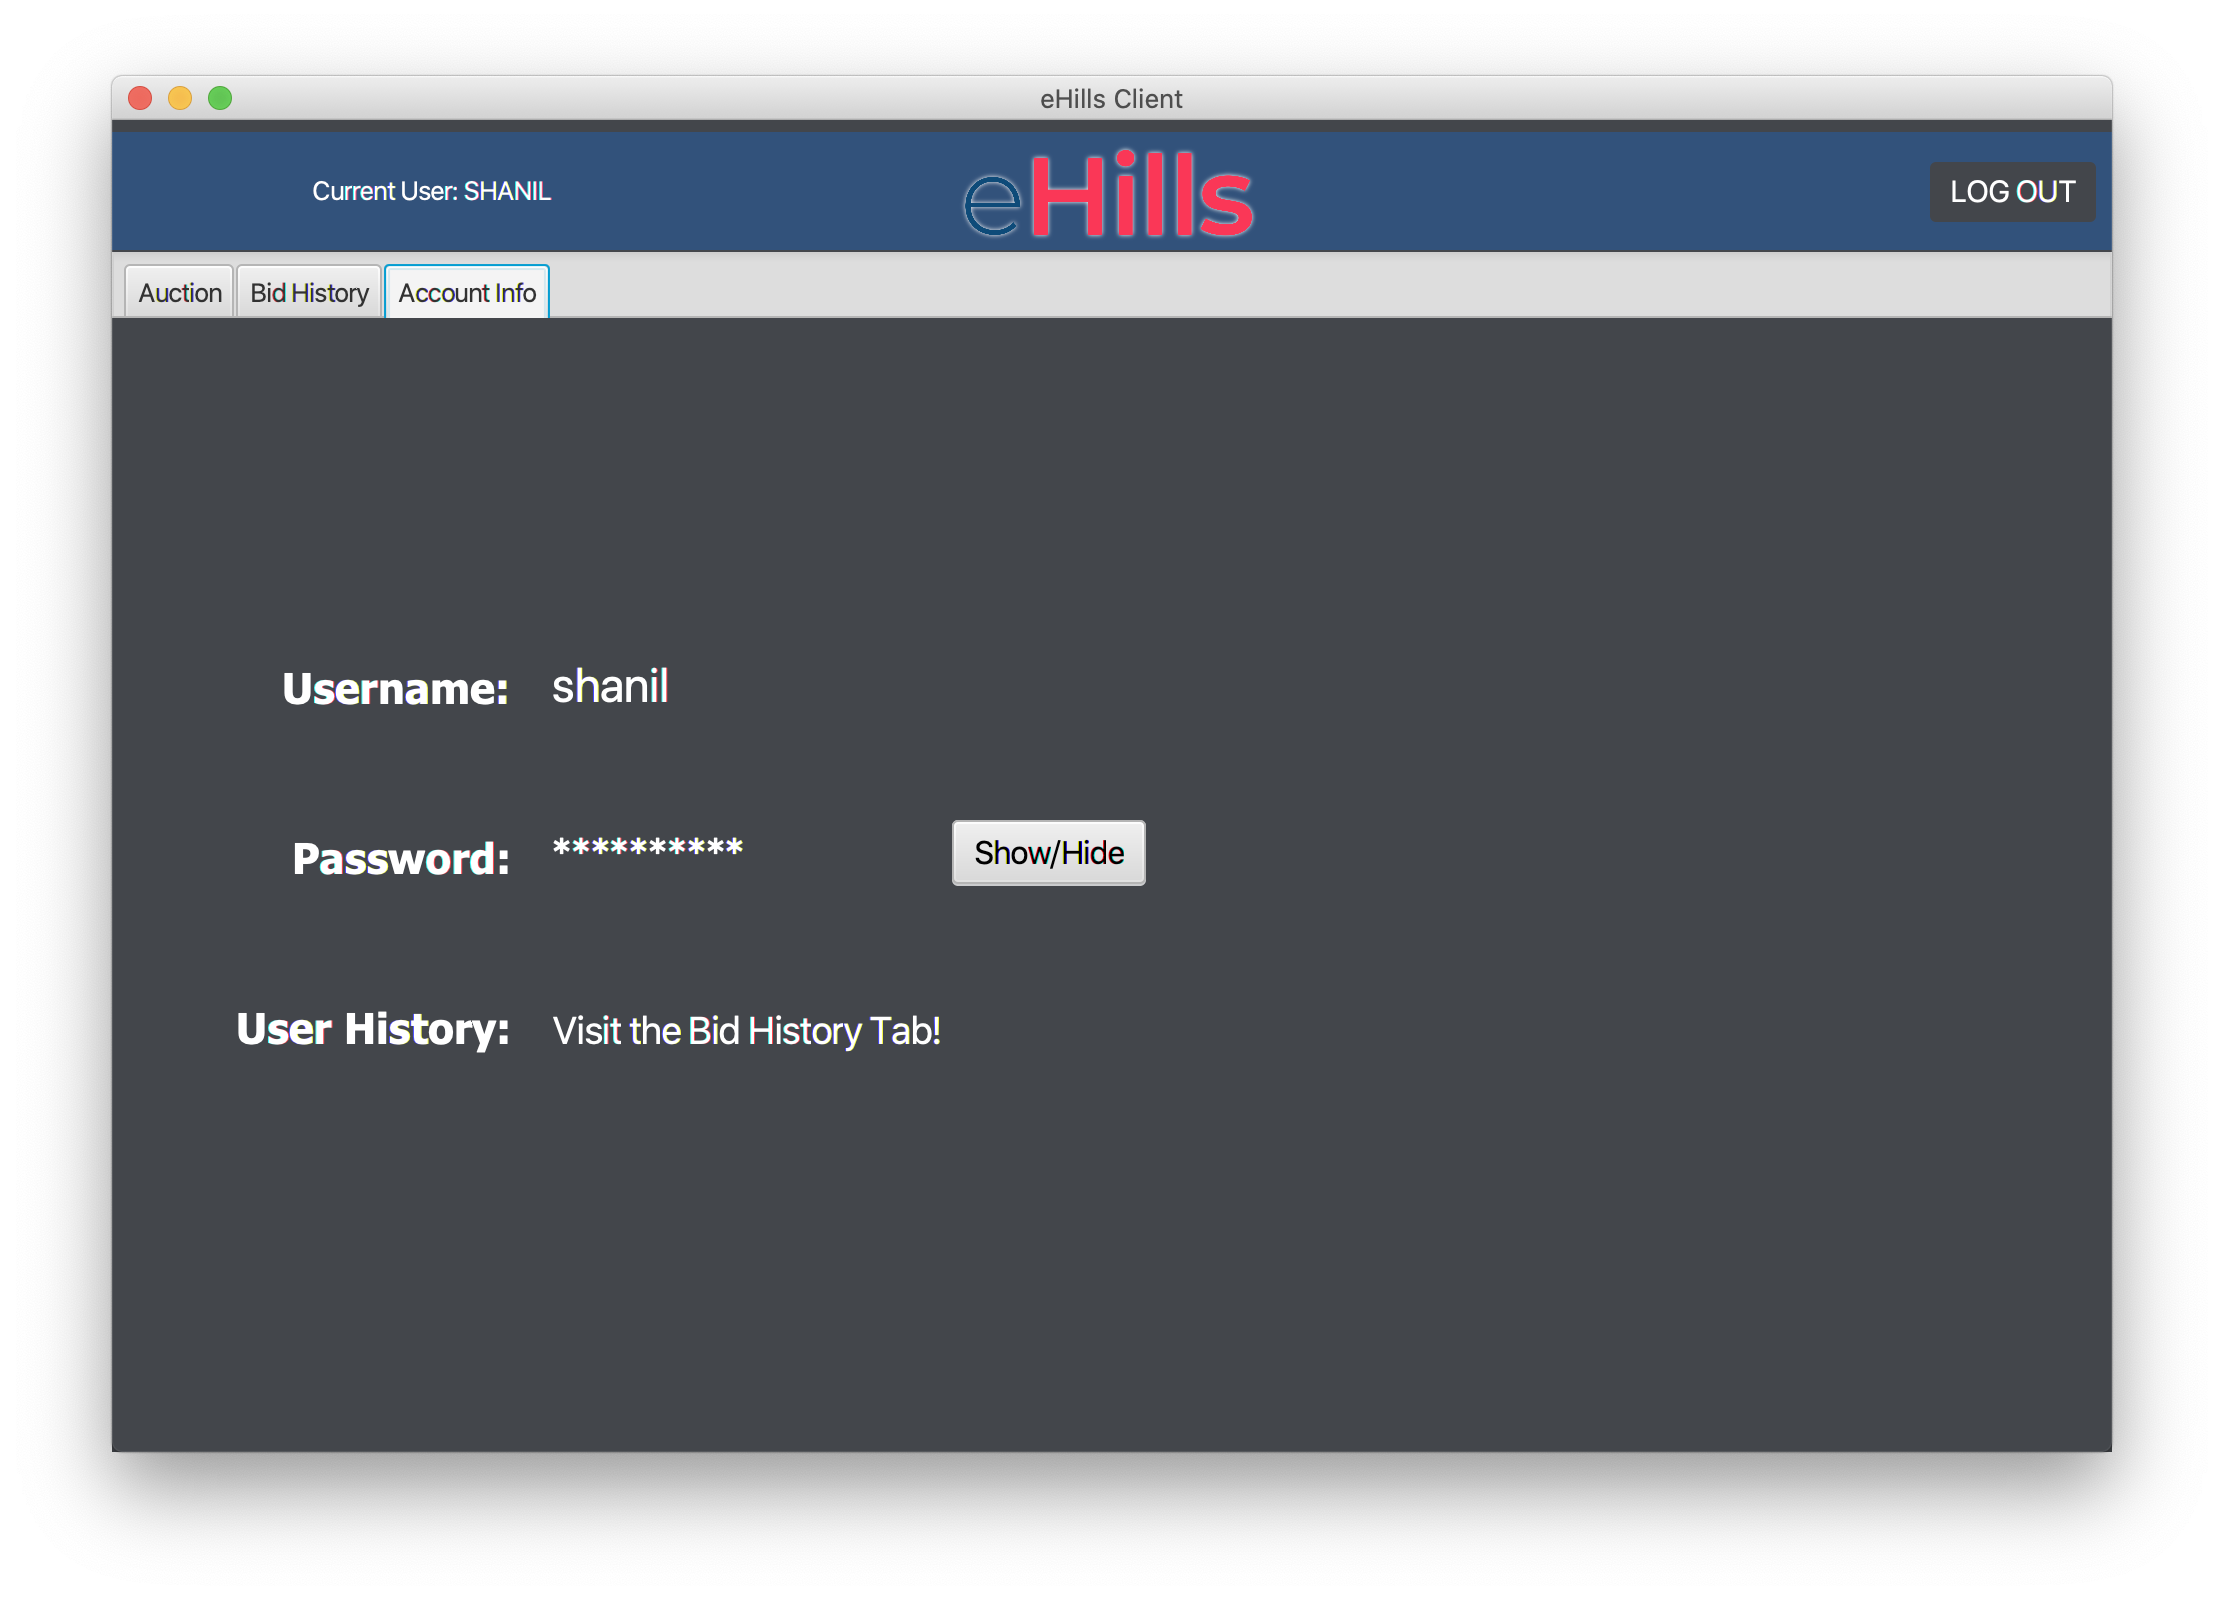 eHills Client
Current User: SHANIL
eHills
LOG OUT
Auction
Bid History
Account Info
Username: shanil
Password: ********** Show/Hide
User History: Visit the Bid History Tab!